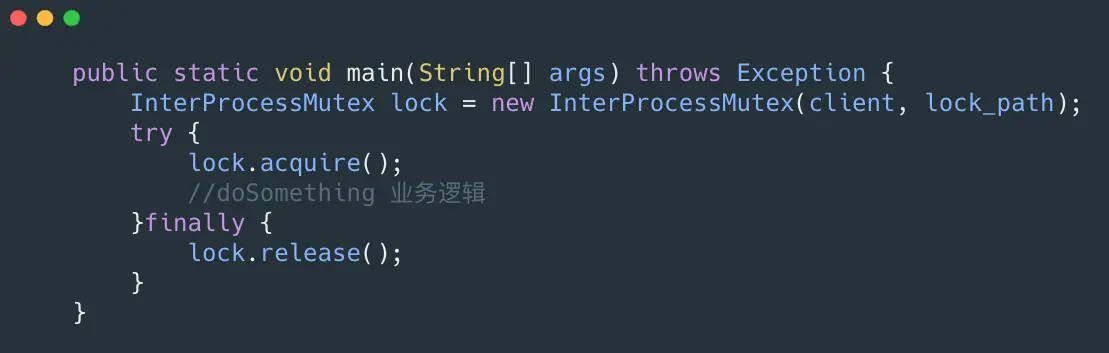 public static void main(String[] args) throws Exception {
    InterProcessMutex lock = new InterProcessMutex(client, lock_path);
    try {
        lock.acquire();
        //doSomething 业务逻辑
    }finally {
        lock.release();
    }
}